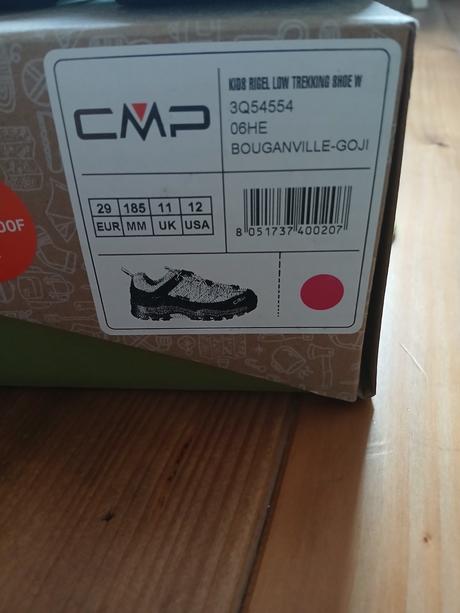 CMP
KIDS RIGEL LOW TREKKING SHOE W
3Q54554
06HE
BOUGANVILLE-GOJI
29 185 11 12
EUR MM UK USA
8 051737 400207
OOF